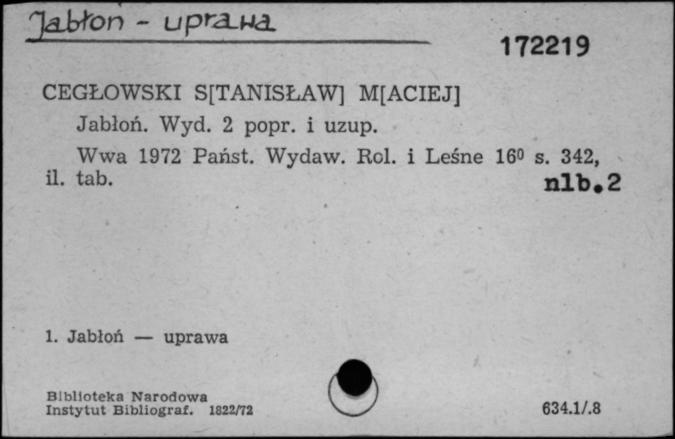 Jabłoń - uprawa
172219
CEGŁOWSKI S[TANISŁAW] M[ACIEJ]
Jabłoń. Wyd. 2 popr. i uzup.
Wwa 1972 Państ. Wydaw. Rol. i Leśne 16⁰ s. 342,
il. tab.
nlb.2
1. Jabłoń — uprawa
Biblioteka Narodowa
Instytut Bibliograf. 1822/72
634.1/.8